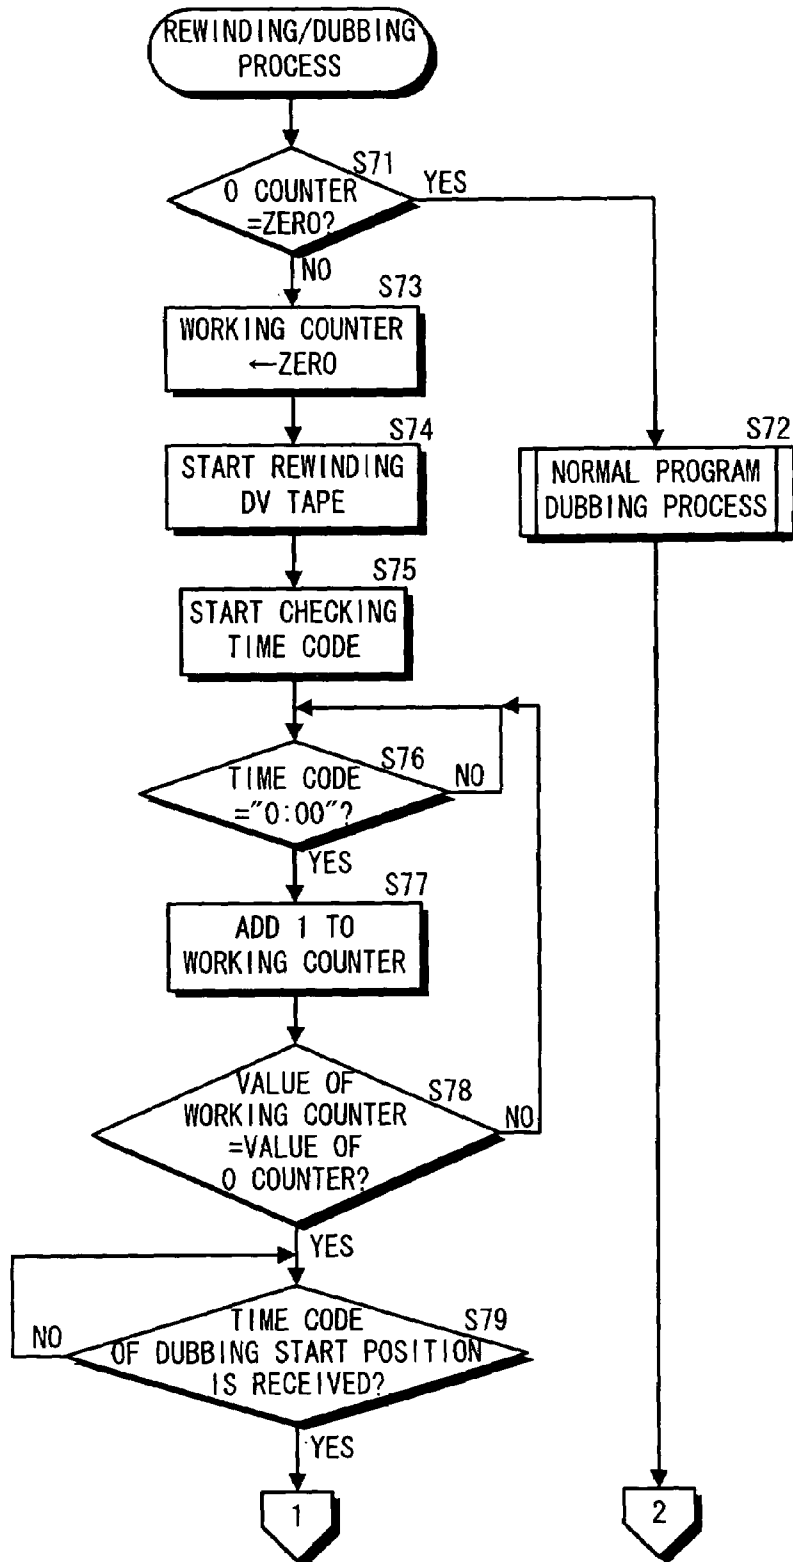 REWINDING/DUBBING
PROCESS
S71
0 COUNTER
=ZERO?
YES
NO
S73
WORKING COUNTER
←ZERO
S74
START REWINDING
DV TAPE
S72
NORMAL PROGRAM
DUBBING PROCESS
S75
START CHECKING
TIME CODE
S76
TIME CODE
="0:00"?
NO
YES
S77
ADD 1 TO
WORKING COUNTER
S78
VALUE OF
WORKING COUNTER
=VALUE OF
0 COUNTER?
NO
YES
S79
TIME CODE
OF DUBBING START POSITION
IS RECEIVED?
NO
YES
1
2